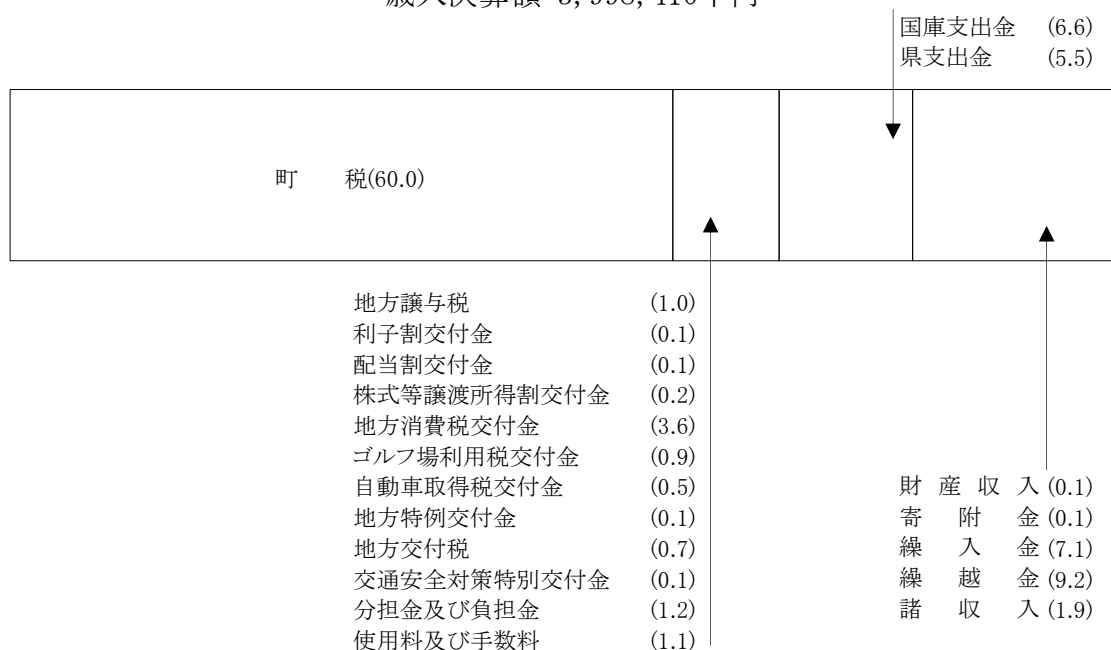 国庫支出金 (6.6)
県支出金 (5.5)
町 税(60.0)
地方譲与税 (1.0)
利子割交付金 (0.1)
配当割交付金 (0.1)
株式等譲渡所得割交付金 (0.2)
地方消費税交付金 (3.6)
ゴルフ場利用税交付金 (0.9)
自動車取得税交付金 (0.5)
地方特例交付金 (0.1)
地方交付税 (0.7)
交通安全対策特別交付金 (0.1)
分担金及び負担金 (1.2)
使用料及び手数料 (1.1)
財産収入(0.1)
寄附金(0.1)
繰入金(7.1)
繰越金(9.2)
諸収入(1.9)